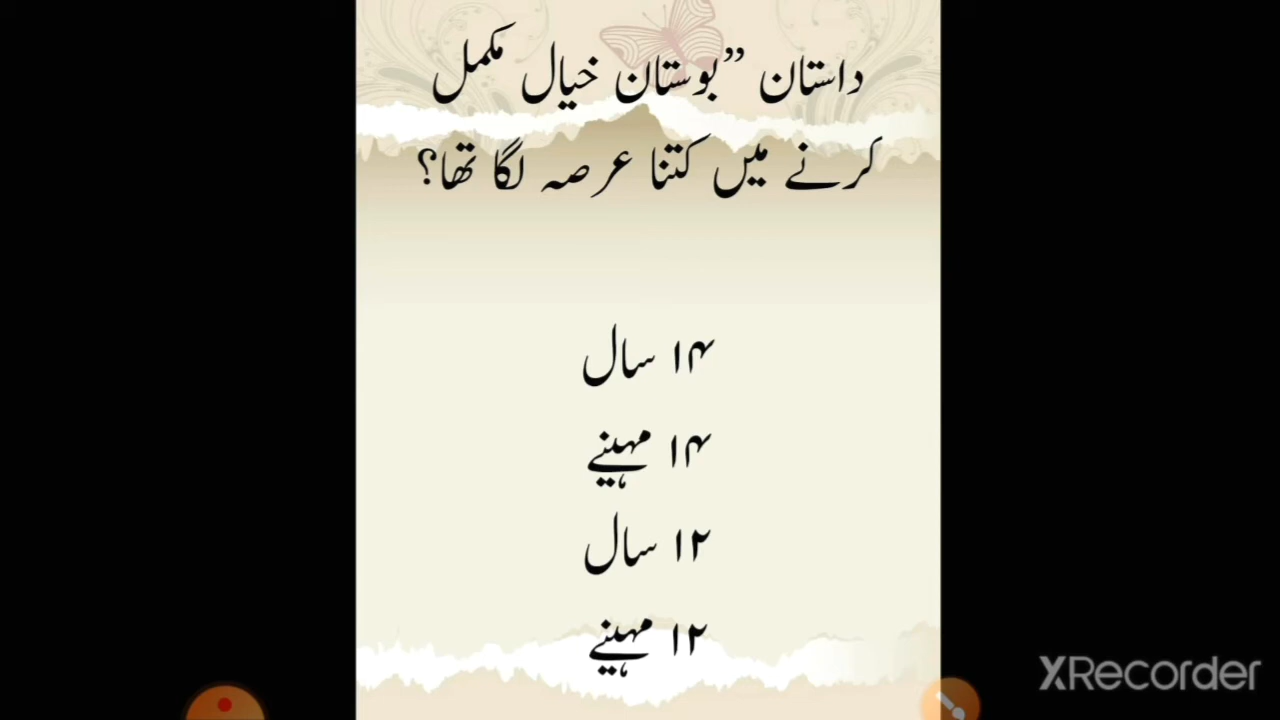 داستان ”بوستان خیال مکمل
کرنے میں کتنا عرصہ لگا تھا؟
۱۴ سال
۱۴ مہینے
۱۲ سال
۱۲ مہینے
XRecorder